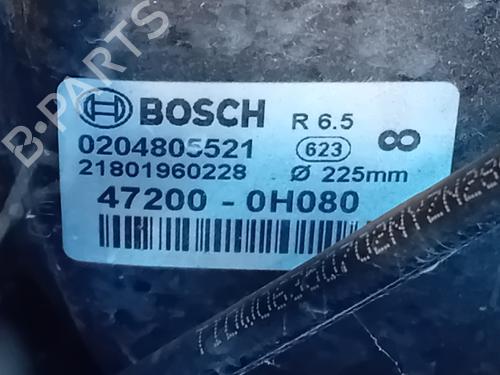 B-PARTS
BOSCH R 6.5
0204805521 623 ∞
21801960228 Ø 225mm
47200 - 0H080